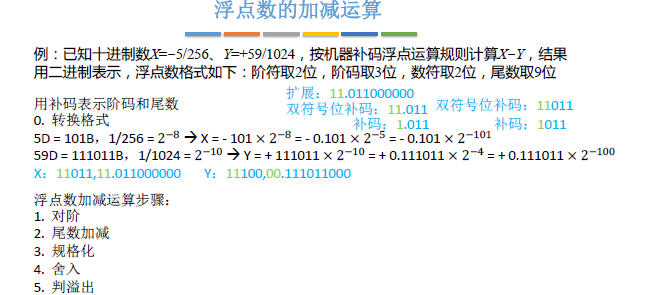 浮点数的加减运算
例：已知十进制数X=−5/256、Y=+59/1024，按机器补码浮点运算规则计算X−Y，结果
用二进制表示，浮点数格式如下：阶符取2位，阶码取3位，数符取2位，尾数取9位
扩展：11.011000000
用补码表示阶码和尾数 双符号位补码：11.011 双符号位补码：11011
0. 转换格式 补码：1.011 补码：1011
5D = 101B，1/256 = 2⁻⁸ → X = - 101 × 2⁻⁸ = - 0.101 × 2⁻⁵ = - 0.101 × 2⁻¹⁰¹
59D = 111011B， 1/1024 = 2⁻¹⁰ → Y = + 111011 × 2⁻¹⁰ = + 0.111011 × 2⁻⁴ = + 0.111011 × 2⁻¹⁰⁰
X：11011,11.011000000 Y：11100,00.111011000
浮点数加减运算步骤：
1. 对阶
2. 尾数加减
3. 规格化
4. 舍入
5. 判溢出